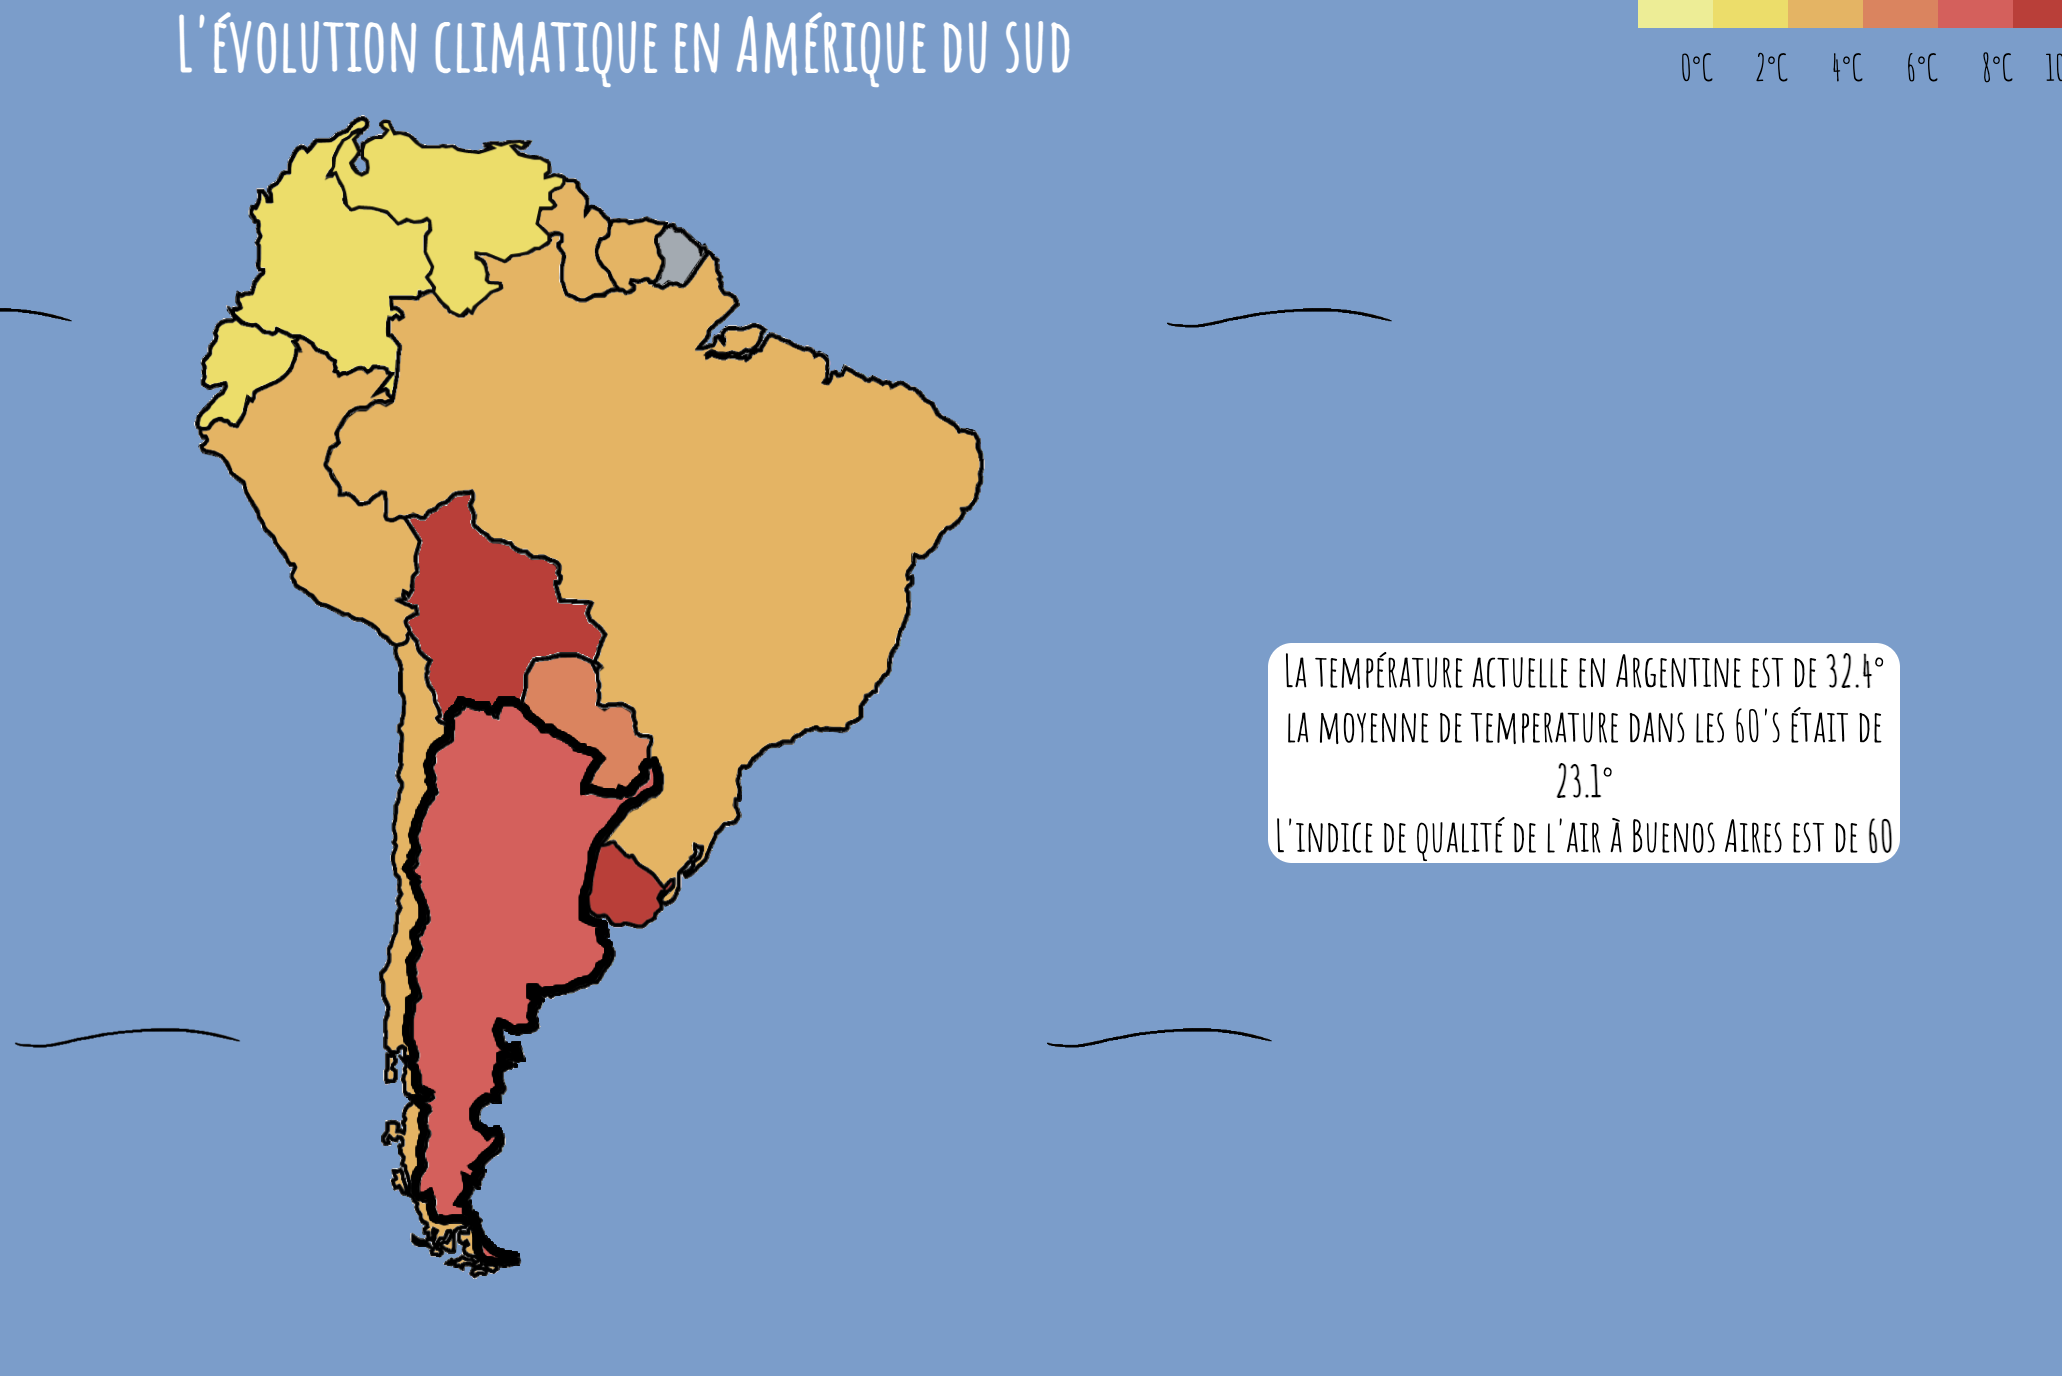 L'évolution climatique en Amérique du sud
0°C 2°C 4°C 6°C 8°C 10
La température actuelle en Argentine est de 32.4°
la moyenne de temperature dans les 60's était de
23.1°
L'indice de qualité de l'air à Buenos Aires est de 60